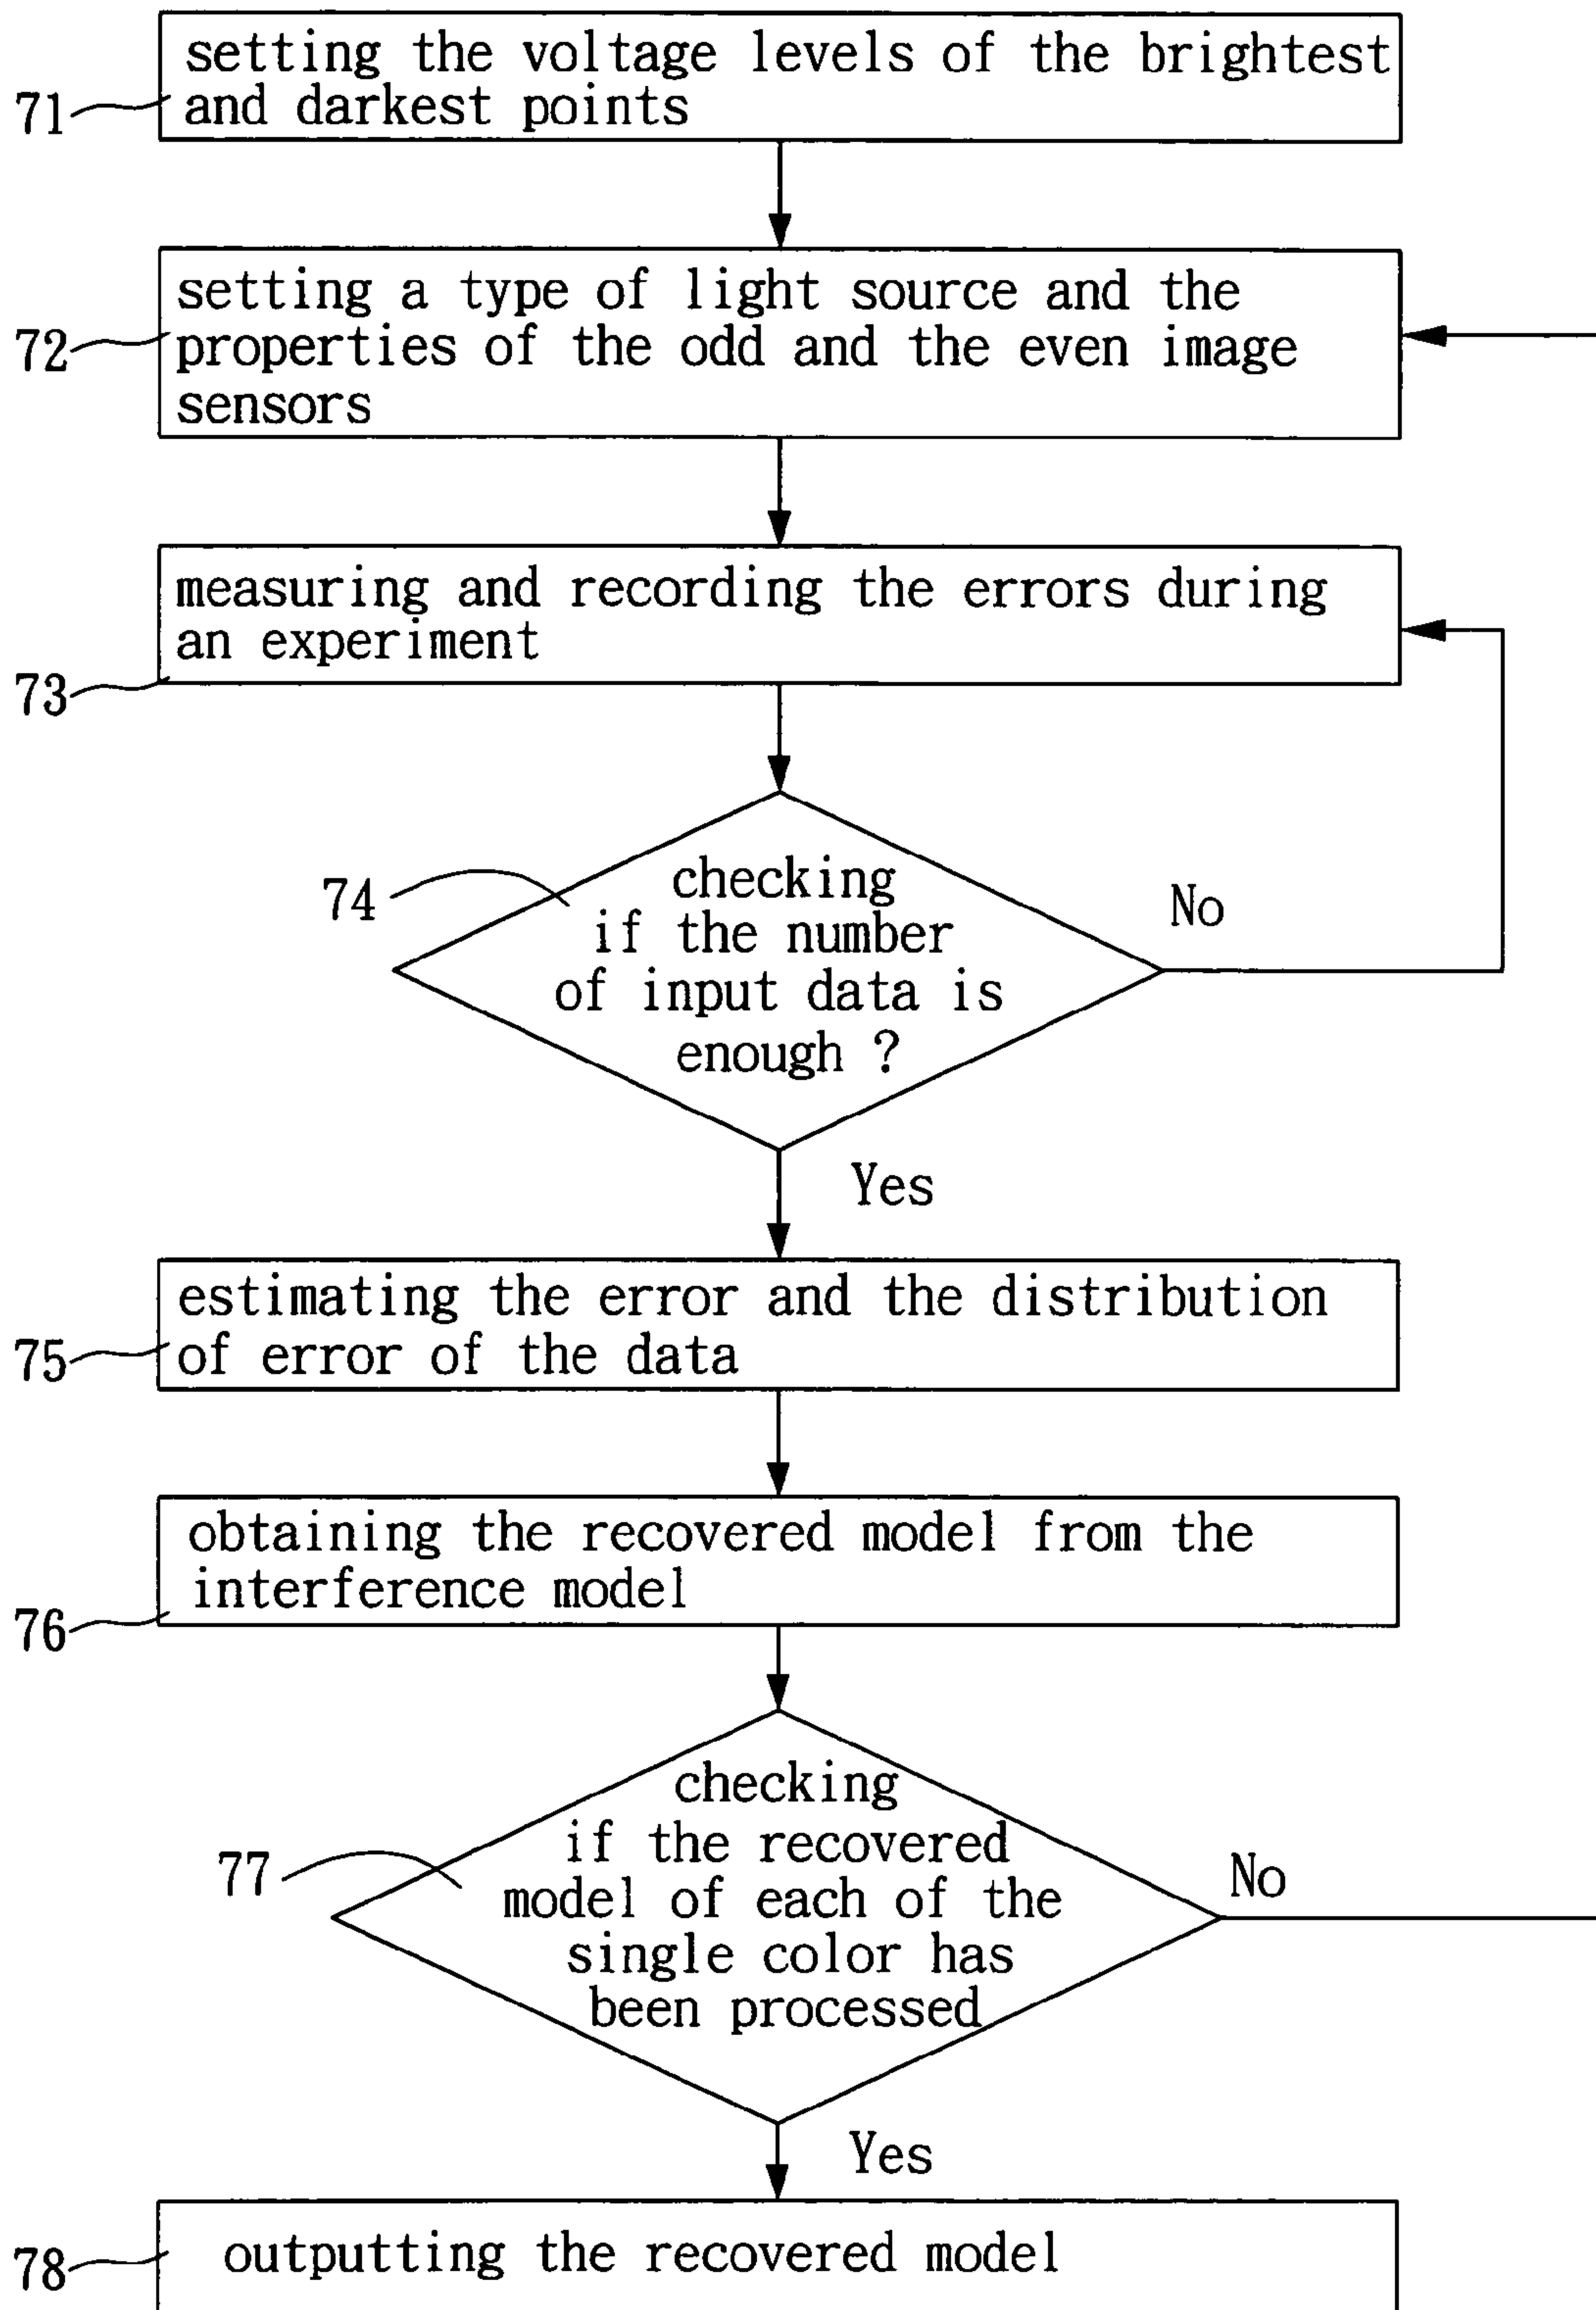 setting the voltage levels of the brightest
71
and darkest points
setting a type of light source and the
72
properties of the odd and the even image
sensors
measuring and recording the errors during
an experiment
73
74
checking
if the number
of input data is
enough ?
No
Yes
estimating the error and the distribution
75
of error of the data
obtaining the recovered model from the
interference model
76
77
checking
if the recovered
model of each of the
single color has
been processed
No
Yes
78
outputting the recovered model